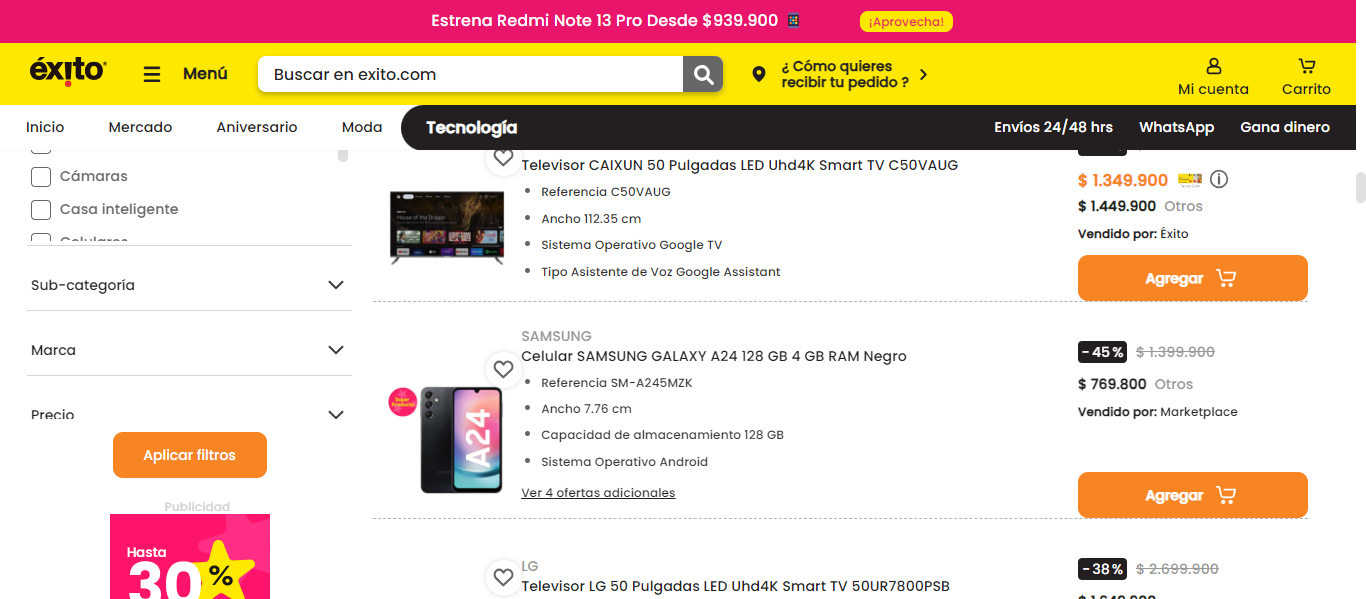 Estrena Redmi Note 13 Pro Desde $939.900
¡Aprovecha!
éxito
Menú
Buscar en exito.com
¿ Cómo quieres
recibir tu pedido ?
Mi cuenta
Carrito
Inicio
Mercado
Aniversario
Moda
Tecnología
Envíos 24/48 hrs
WhatsApp
Gana dinero
Cámaras
Casa inteligente
Celulares
Sub-categoría
Marca
Precio
Aplicar filtros
Publicidad
Hasta
30%
Televisor CAIXUN 50 Pulgadas LED Uhd4K Smart TV C50VAUG
Referencia C50VAUG
Ancho 112.35 cm
Sistema Operativo Google TV
Tipo Asistente de Voz Google Assistant
$ 1.349.900
$ 1.449.900 Otros
Vendido por: Éxito
Agregar
SAMSUNG
Celular SAMSUNG GALAXY A24 128 GB 4 GB RAM Negro
Referencia SM-A245MZK
Ancho 7.76 cm
Capacidad de almacenamiento 128 GB
Sistema Operativo Android
Ver 4 ofertas adicionales
A24
- 45 % $ 1.399.900
$ 769.800 Otros
Vendido por: Marketplace
Agregar
LG
Televisor LG 50 Pulgadas LED Uhd4K Smart TV 50UR7800PSB
- 38 % $ 2.699.900